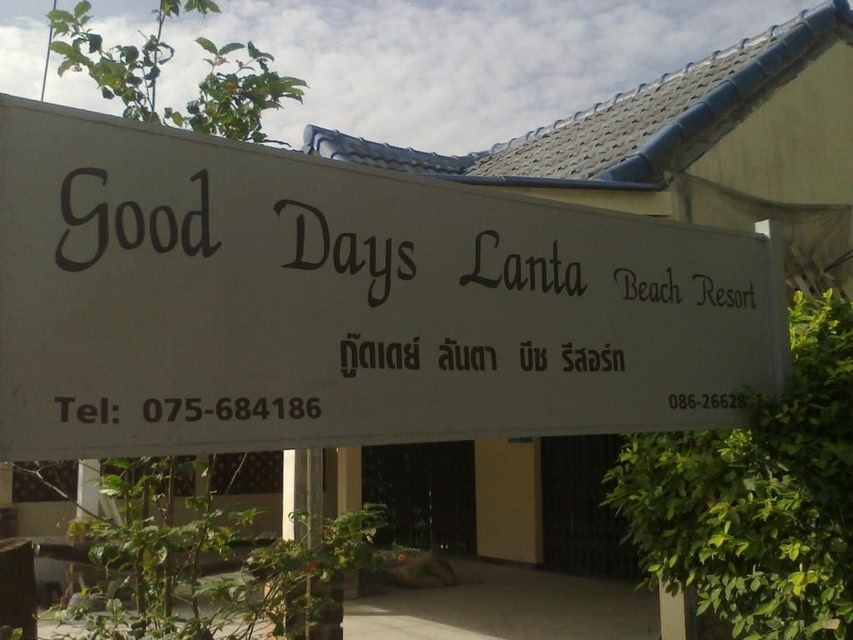 Good Days Lanta Beach Resort
กู๊ดเดย์ ลันตา บีช รีสอร์ท
Tel: 075-684186